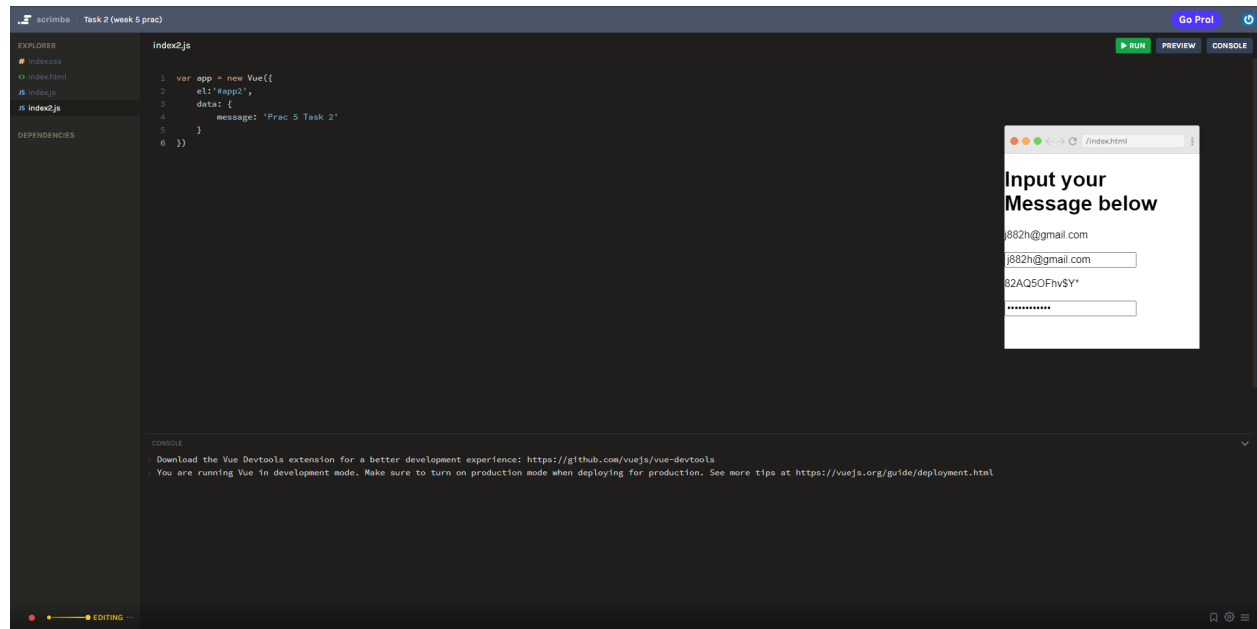 scrimba Task 2 (week 5 prac) Go Pro!
EXPLORER
# index.css
<> index.html
JS index.js
JS index2.js
DEPENDENCIES
index2.js
RUN PREVIEW CONSOLE
1 var app = new Vue({
2 el:'#app2',
3 data: {
4 message: 'Prac 5 Task 2'
5 }
6 })
/index.html
Input your
Message below
j882h@gmail.com
j882h@gmail.com
82AQ5OFhv$Y*
••••••••••••
CONSOLE
› Download the Vue Devtools extension for a better development experience: https://github.com/vuejs/vue-devtools
› You are running Vue in development mode. Make sure to turn on production mode when deploying for production. See more tips at https://vuejs.org/guide/deployment.html
EDITING ...